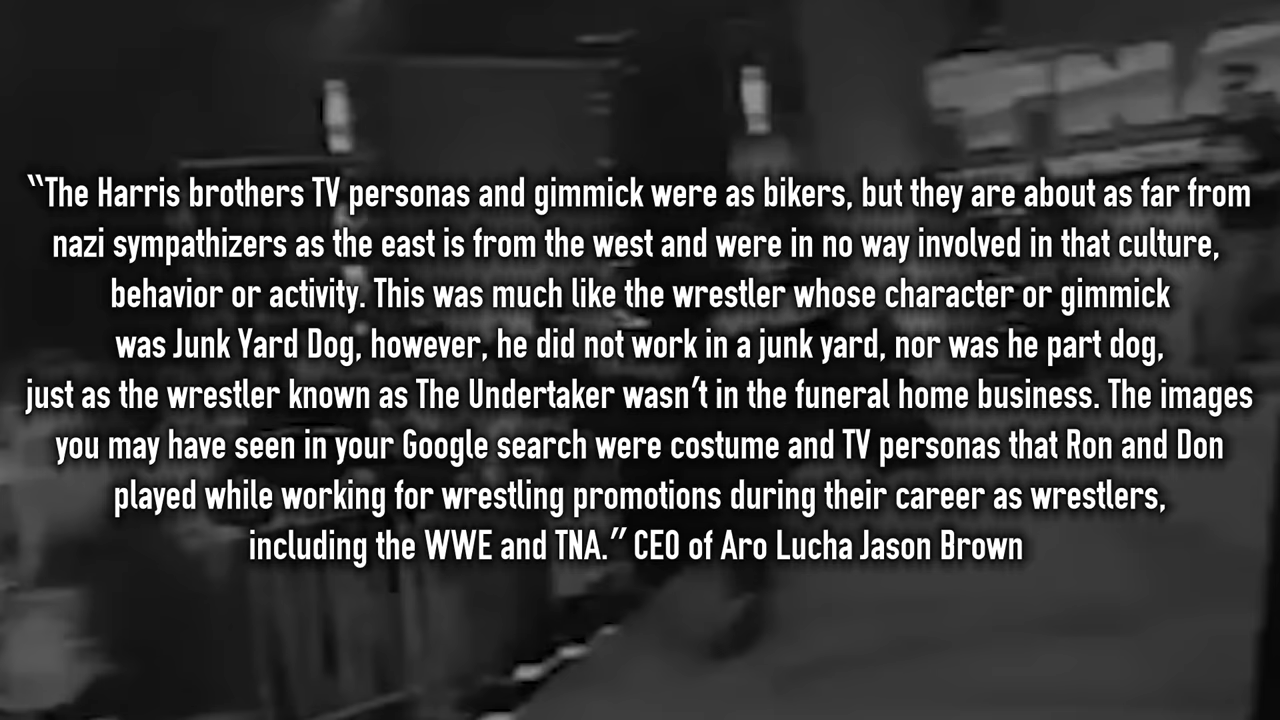 “The Harris brothers TV personas and gimmick were as bikers, but they are about as far from
nazi sympathizers as the east is from the west and were in no way involved in that culture,
behavior or activity. This was much like the wrestler whose character or gimmick
was Junk Yard Dog, however, he did not work in a junk yard, nor was he part dog,
just as the wrestler known as The Undertaker wasn’t in the funeral home business. The images
you may have seen in your Google search were costume and TV personas that Ron and Don
played while working for wrestling promotions during their career as wrestlers,
including the WWE and TNA.” CEO of Aro Lucha Jason Brown